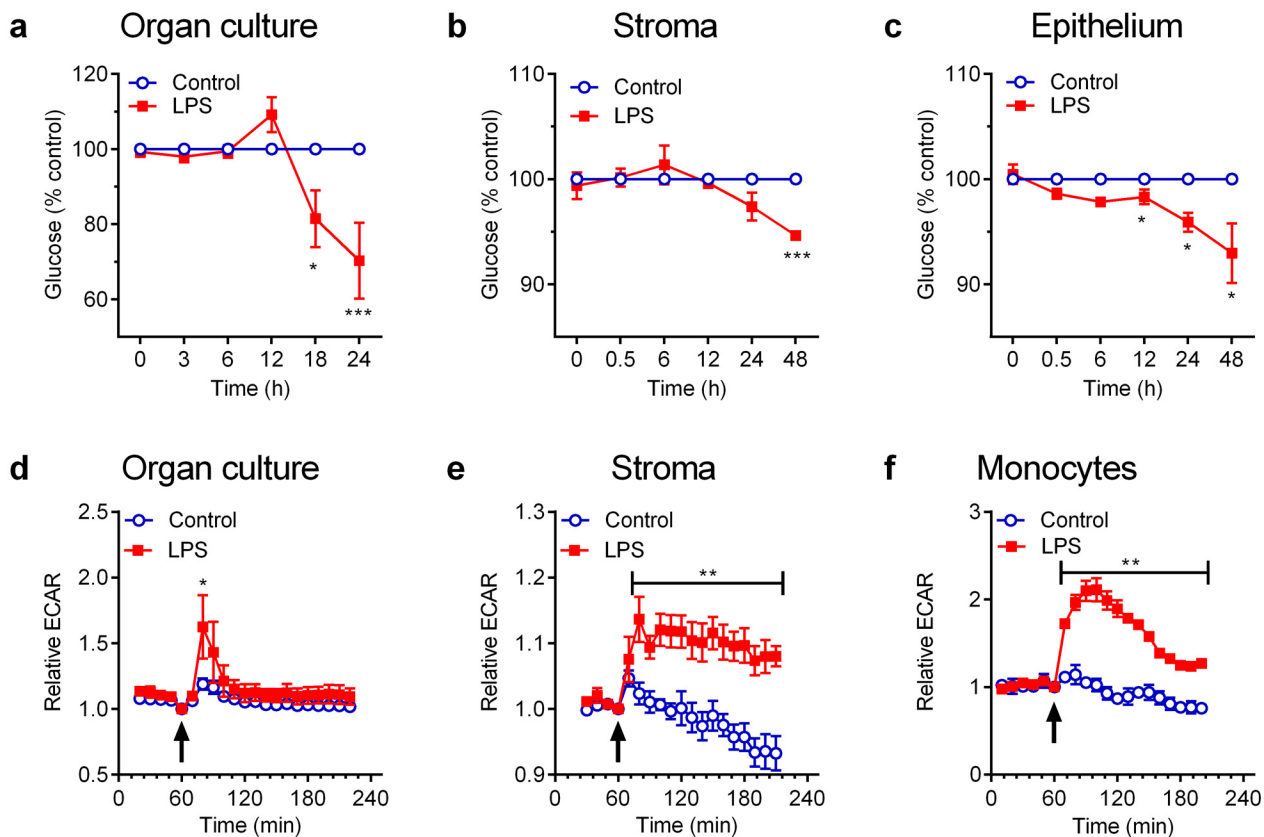 a Organ culture
Control
LPS
Glucose (% control)
120
100
80
60
*
***
0 3 6 12 18 24
Time (h)
b Stroma
Control
LPS
Glucose (% control)
110
100
90
***
0 0.5 6 12 24 48
Time (h)
c Epithelium
Control
LPS
Glucose (% control)
110
100
90
*
*
*
0 0.5 6 12 24 48
Time (h)
d Organ culture
Control
LPS
Relative ECAR
2.5
2.0
1.5
1.0
0.5
*
0 60 120 180 240
Time (min)
e Stroma
Control
LPS
Relative ECAR
1.3
1.2
1.1
1.0
0.9
**
0 60 120 180 240
Time (min)
f Monocytes
Control
LPS
Relative ECAR
3
2
1
0
**
0 60 120 180 240
Time (min)